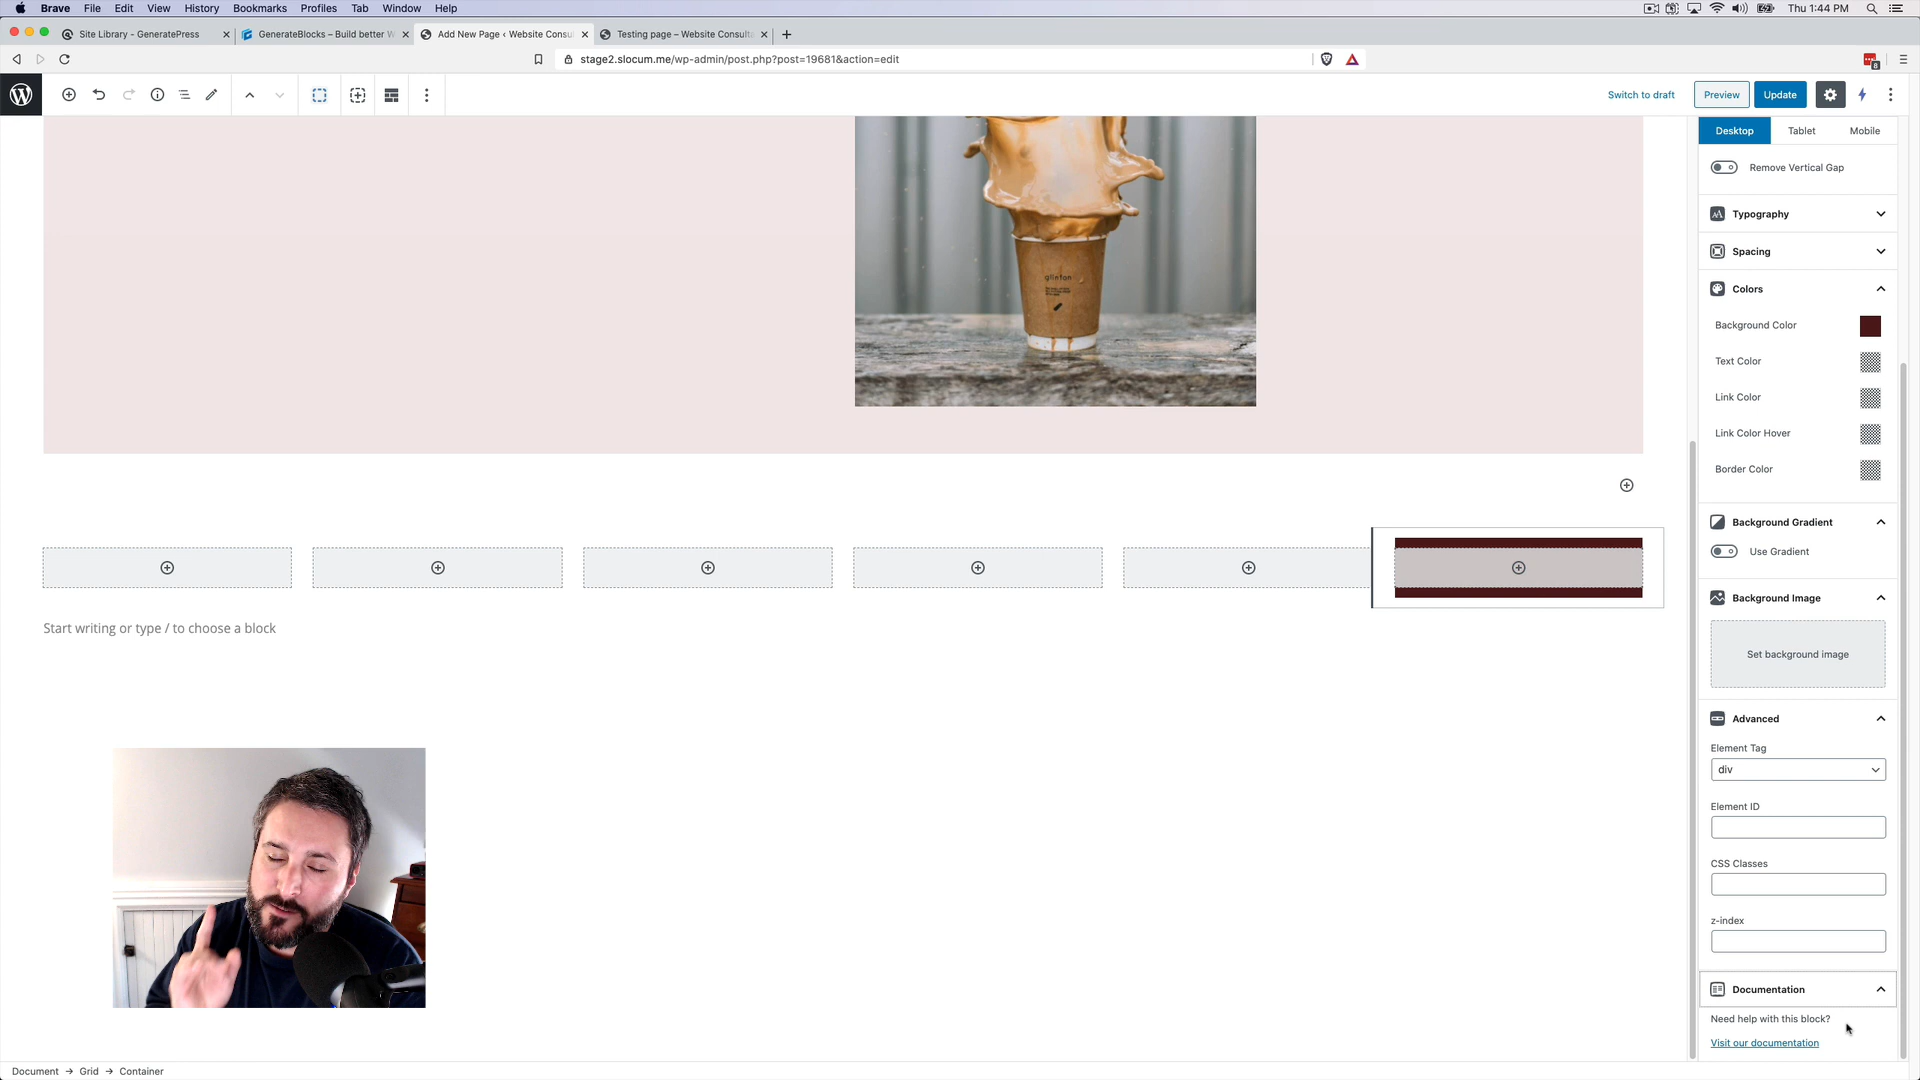 Brave File Edit View History Bookmarks Profiles Tab Window Help Thu 1:44 PM
Site Library - GeneratePress GenerateBlocks – Build better W Add New Page ‹ Website Consu Testing page – Website Consulta
stage2.slocum.me/wp-admin/post.php?post=19681&action=edit
Switch to draft Preview Update
Desktop Tablet Mobile
Remove Vertical Gap
Typography
Spacing
Colors
Background Color
Text Color
Link Color
Link Color Hover
Border Color
glinton
Background Gradient
Use Gradient
Background Image
Set background image
Start writing or type / to choose a block
Advanced
Element Tag
div
Element ID
CSS Classes
z-index
Documentation
Need help with this block?
Visit our documentation
Document → Grid → Container